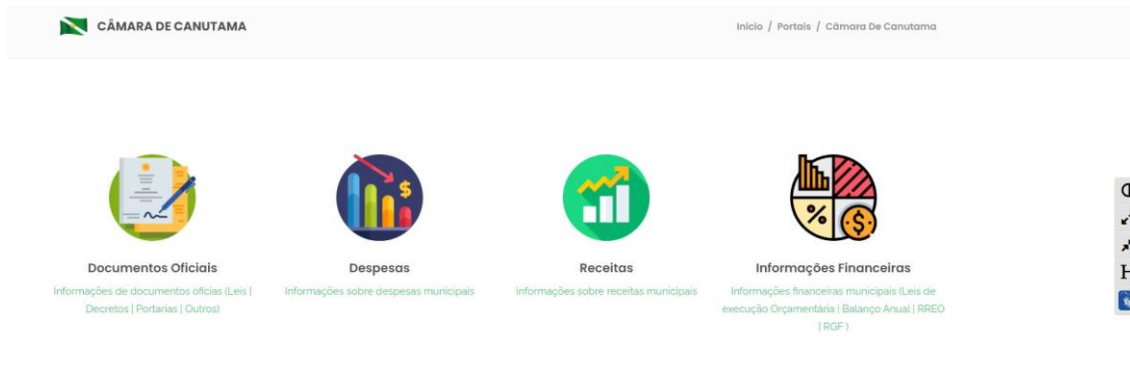 CÂMARA DE CANUTAMA
Início / Portais / Câmara De Canutama
Documentos Oficiais
Informações de documentos oficias (Leis |
Decretos | Portarias | Outros)
Despesas
Informações sobre despesas municipais
Receitas
Informações sobre receitas municipais
Informações Financeiras
Informações financeiras municipais (Leis de
execução Orçamentária | Balanço Anual | RREO
| RGF )